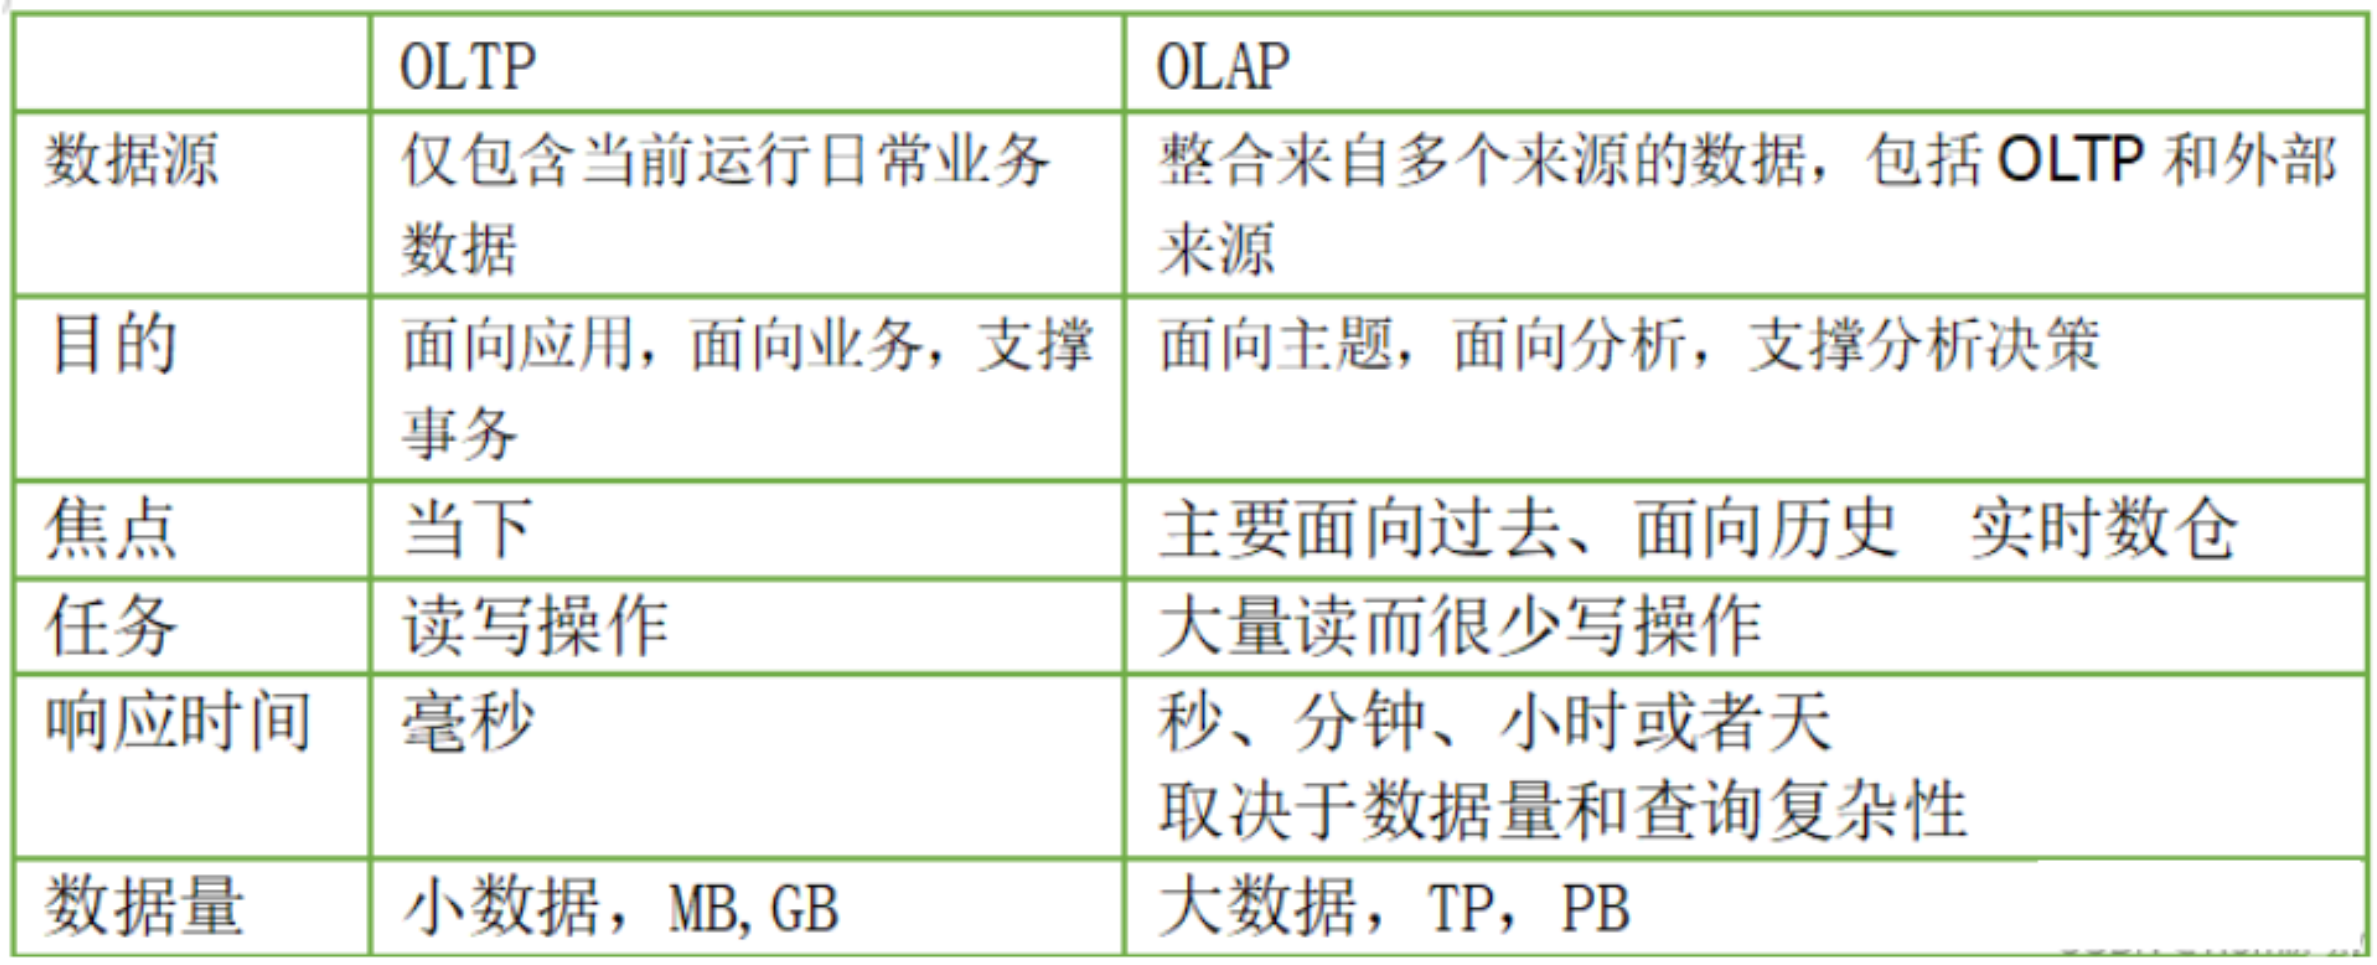 OLTP OLAP
数据源 仅包含当前运行日常业务 整合来自多个来源的数据，包括OLTP 和外部
数据 来源
目的 面向应用，面向业务，支撑 面向主题，面向分析，支撑分析决策
事务
焦点 当下 主要面向过去、面向历史 实时数仓
任务 读写操作 大量读而很少写操作
响应时间 毫秒 秒、分钟、小时或者天
取决于数据量和查询复杂性
数据量 小数据，MB,GB 大数据，TP，PB